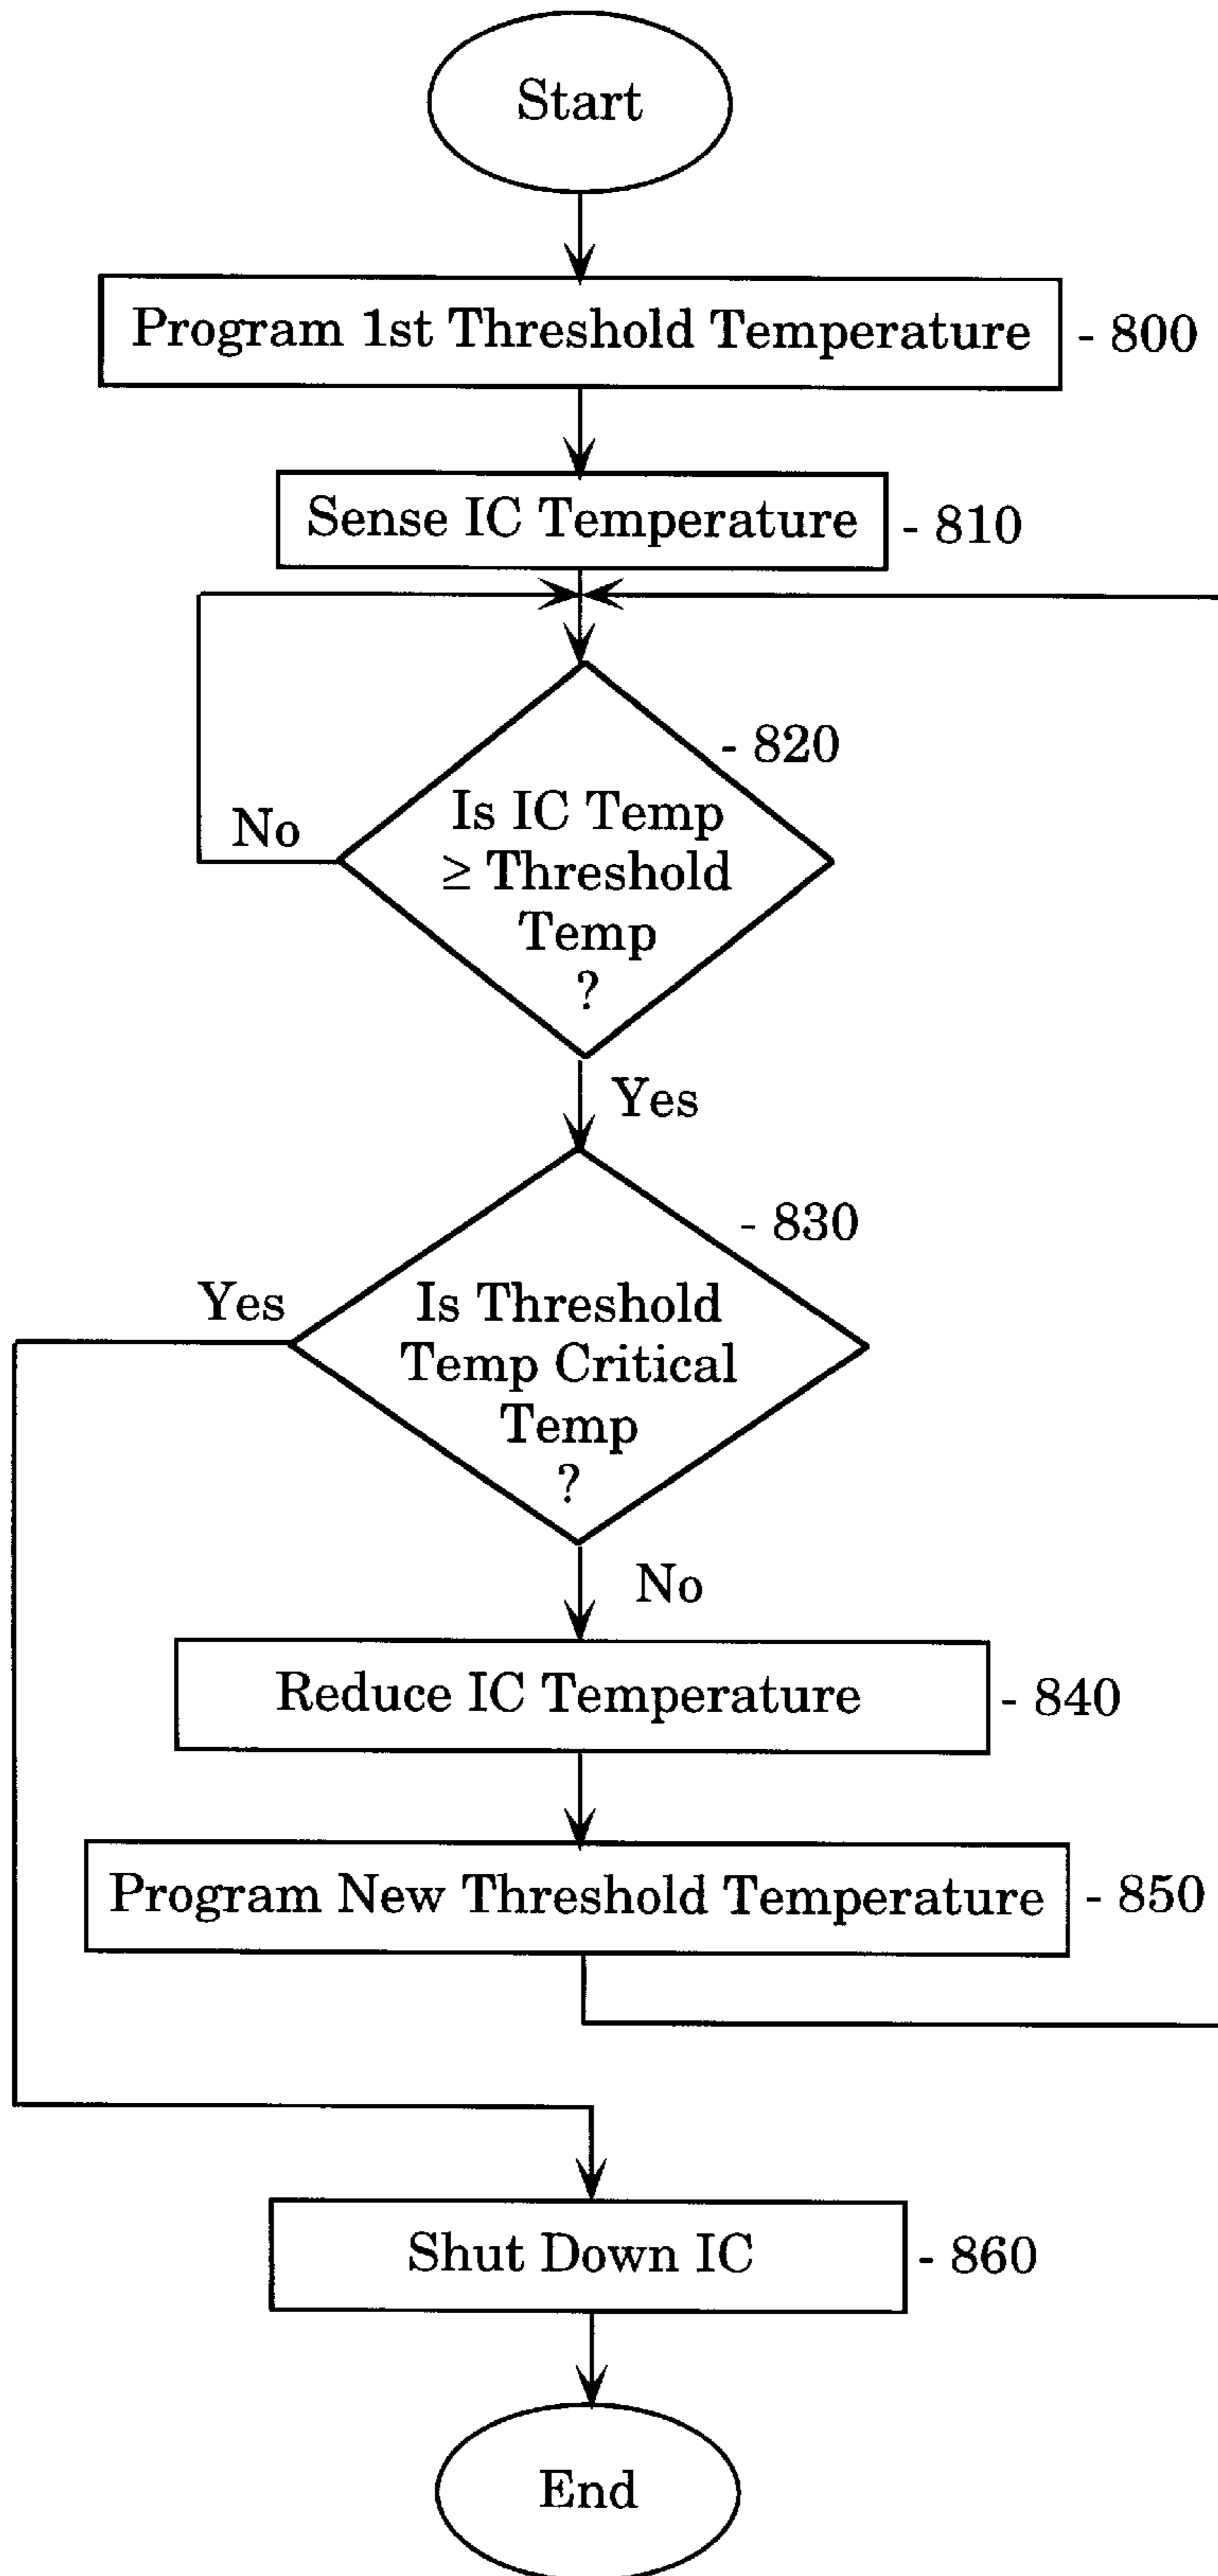 Start
Program 1st Threshold Temperature - 800
Sense IC Temperature - 810
- 820
Is IC Temp
≥ Threshold
Temp
?
No
Yes
- 830
Yes
Is Threshold
Temp Critical
Temp
?
No
Reduce IC Temperature - 840
Program New Threshold Temperature - 850
Shut Down IC - 860
End